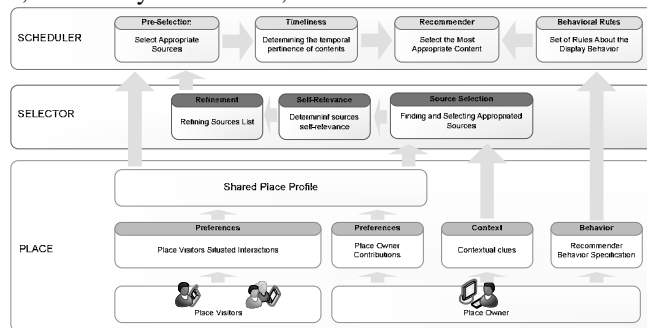 SCHEDULER
Pre-Selector:
Select Appropriate
Sources
Timeliness
Determining the temporal
pertinence of contents
Recommender
Select the Most
Appropriate Content
Behavioral Rules
Set of Rules About the
Display Behavior
SELECTOR
Refinement
Refining Sources List
Self-Relevance
Determininf sources
self-relevance
Source Selection
Finding and Selecting Appropriated
Sources
PLACE
Shared Place Profile
Preferences
Place Visitors Situated Interactions
Preferences
Place Owner
Contributions.
Context
Contextual clues
Behavior
Recommender
Behavior Specification
Place Visitors
Place Owner